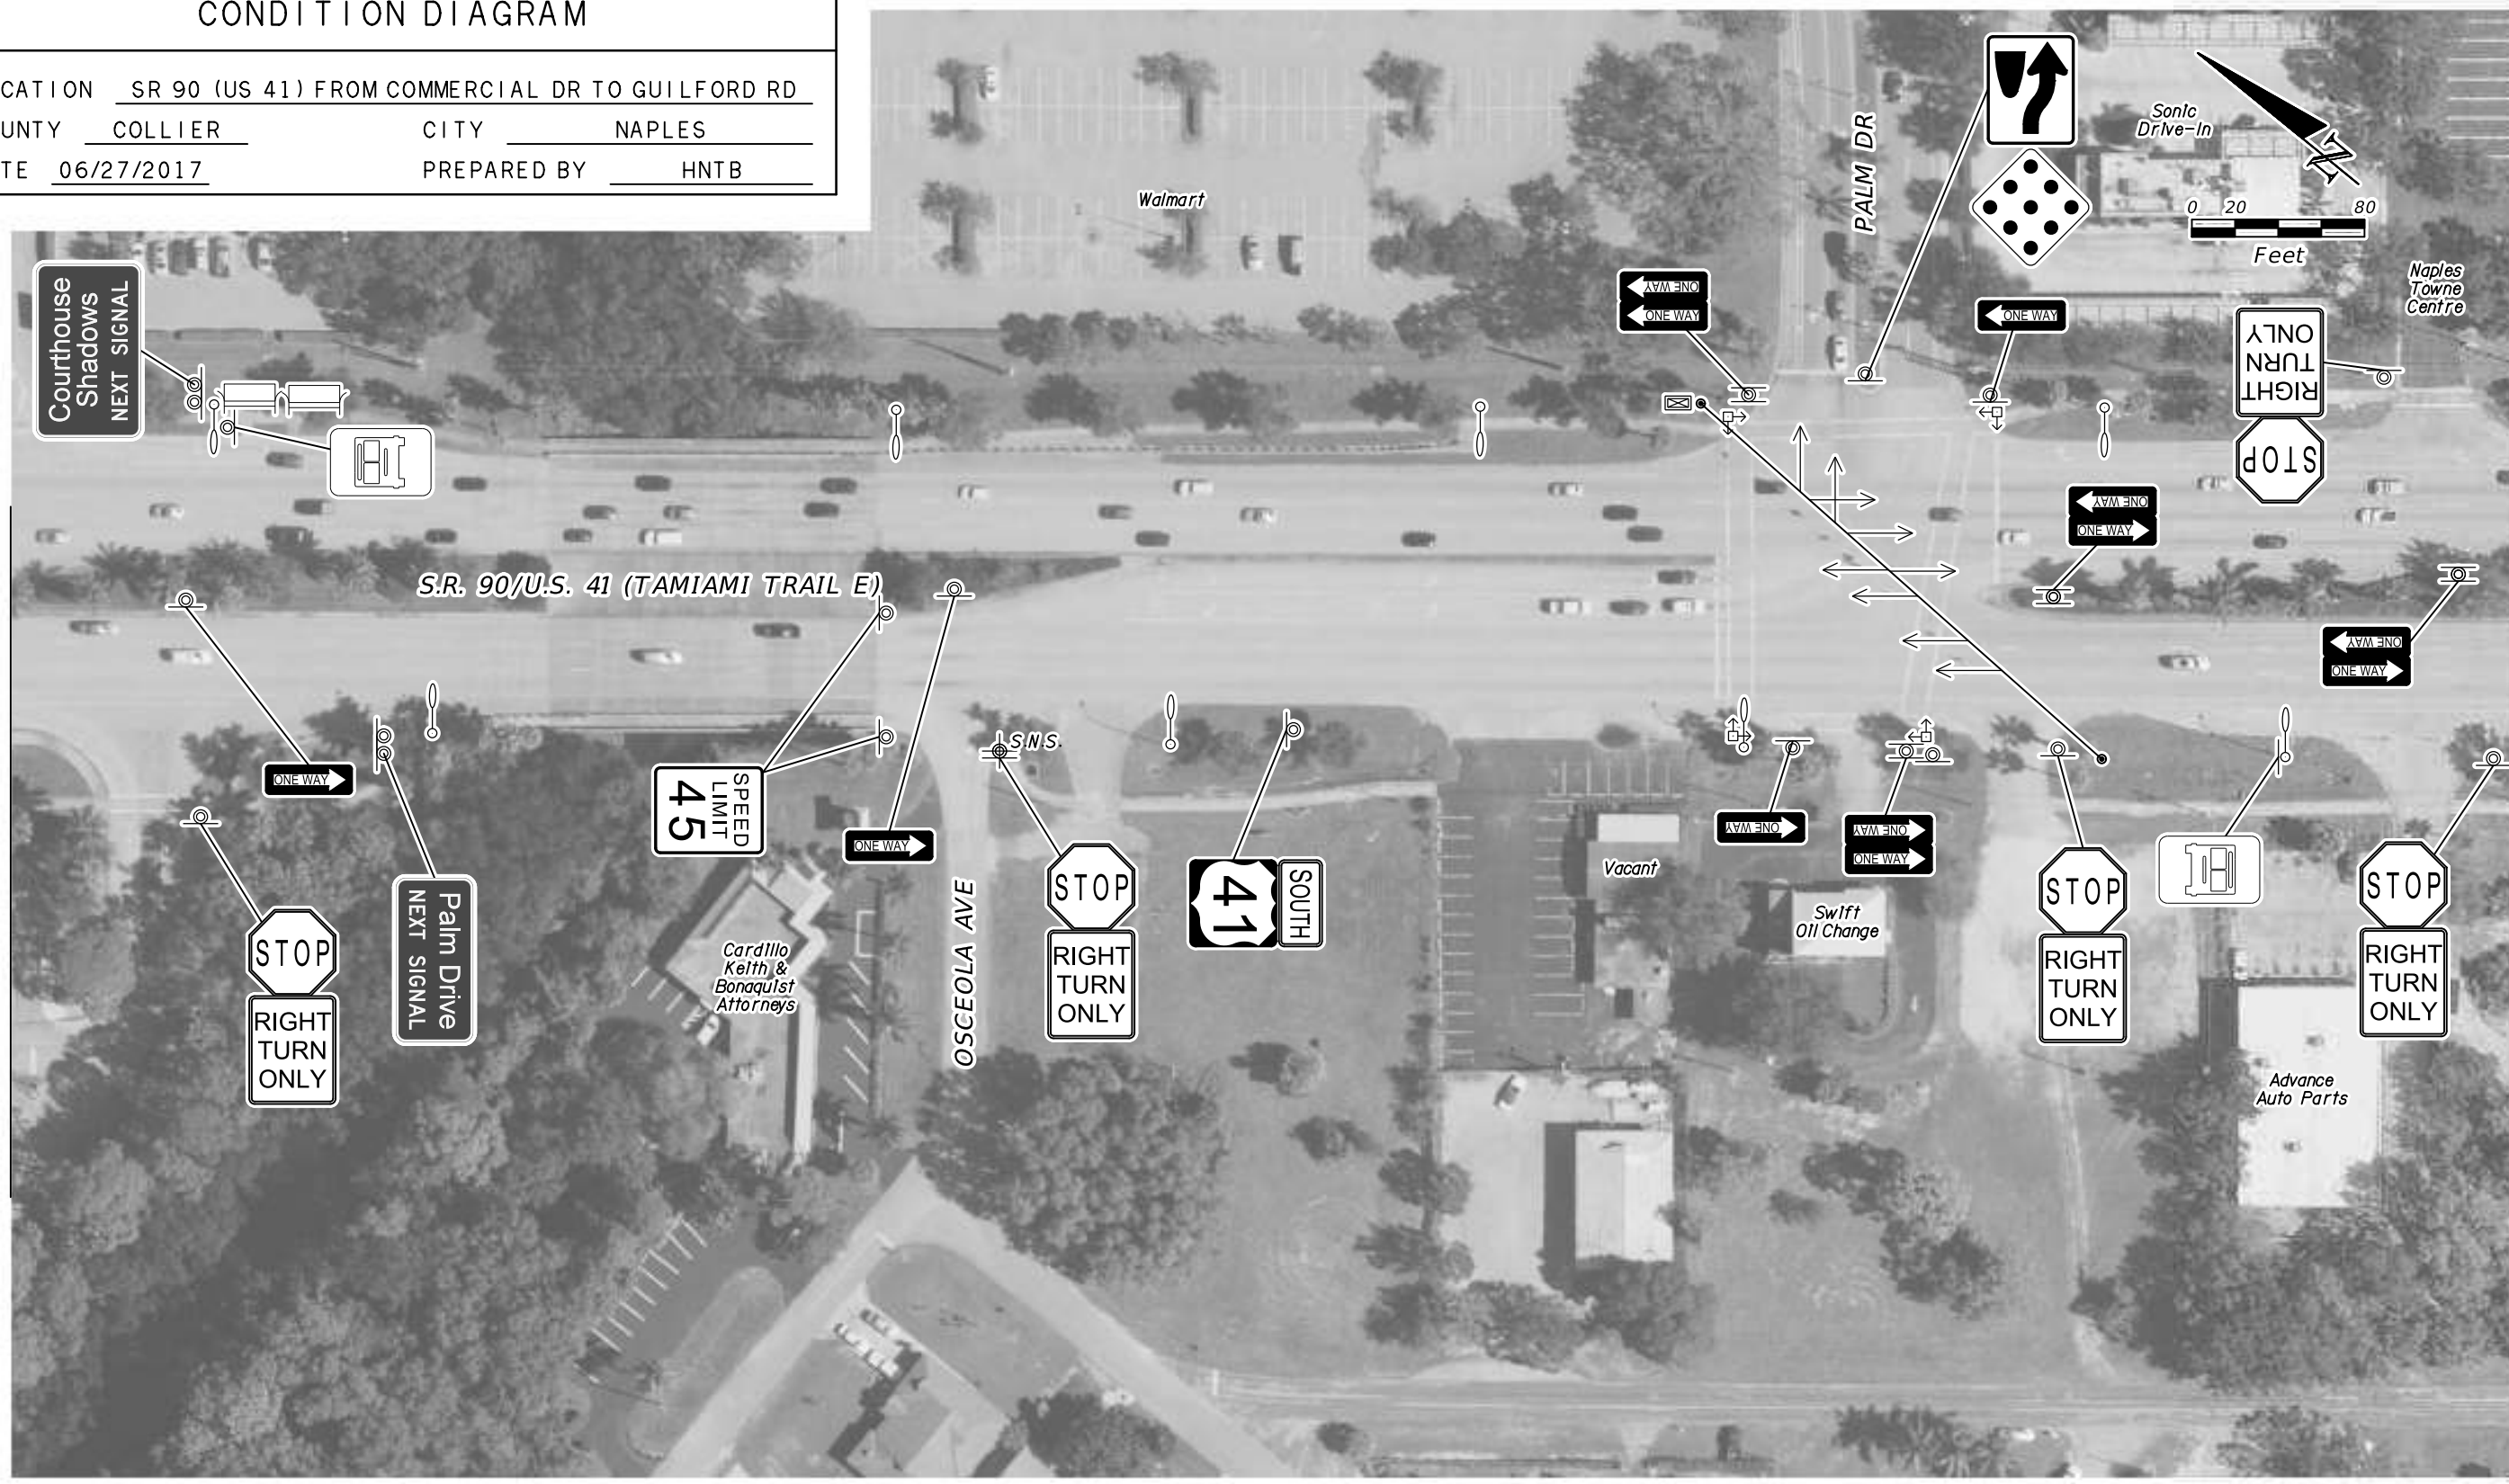 CONDITION DIAGRAM
CATION SR 90 (US 41) FROM COMMERCIAL DR TO GUILFORD RD
UNTY COLLIER CITY NAPLES
TE 06/27/2017 PREPARED BY HNTB
Walmart
PALM DR
Sonic
Drive-In
N
0 20 80
Feet
Naples
Towne
Centre
Courthouse
Shadows
NEXT SIGNAL
ONE WAY
ONE WAY
ONE WAY
RIGHT
TURN
ONLY
STOP
ONE WAY
ONE WAY
S.R. 90/U.S. 41 (TAMIAMI TRAIL E)
ONE WAY
ONE WAY
S.N.S.
ONE WAY
SPEED
LIMIT
45
ONE WAY
ONE WAY
ONE WAY
ONE WAY
STOP
RIGHT
TURN
ONLY
Palm Drive
NEXT SIGNAL
Cardillo
Keith &
Bonaquist
Attorneys
OSCEOLA AVE
STOP
RIGHT
TURN
ONLY
SOUTH
41
Vacant
Swift
Oil Change
STOP
RIGHT
TURN
ONLY
STOP
RIGHT
TURN
ONLY
Advance
Auto Parts